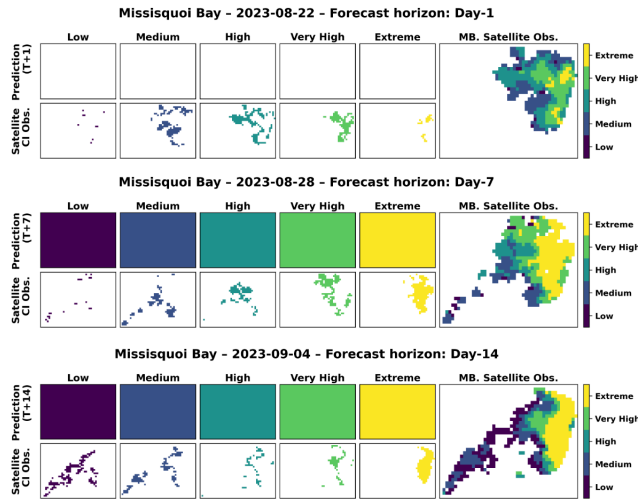 Missisquoi Bay – 2023-08-22 – Forecast horizon: Day-1
Low Medium High Very High Extreme MB. Satellite Obs.
Prediction (T+1)
Satellite CI Obs.
Extreme
Very High
High
Medium
Low
Missisquoi Bay – 2023-08-28 – Forecast horizon: Day-7
Low Medium High Very High Extreme MB. Satellite Obs.
Prediction (T+7)
Satellite CI Obs.
Extreme
Very High
High
Medium
Low
Missisquoi Bay – 2023-09-04 – Forecast horizon: Day-14
Low Medium High Very High Extreme MB. Satellite Obs.
Prediction (T+14)
Satellite CI Obs.
Extreme
Very High
High
Medium
Low